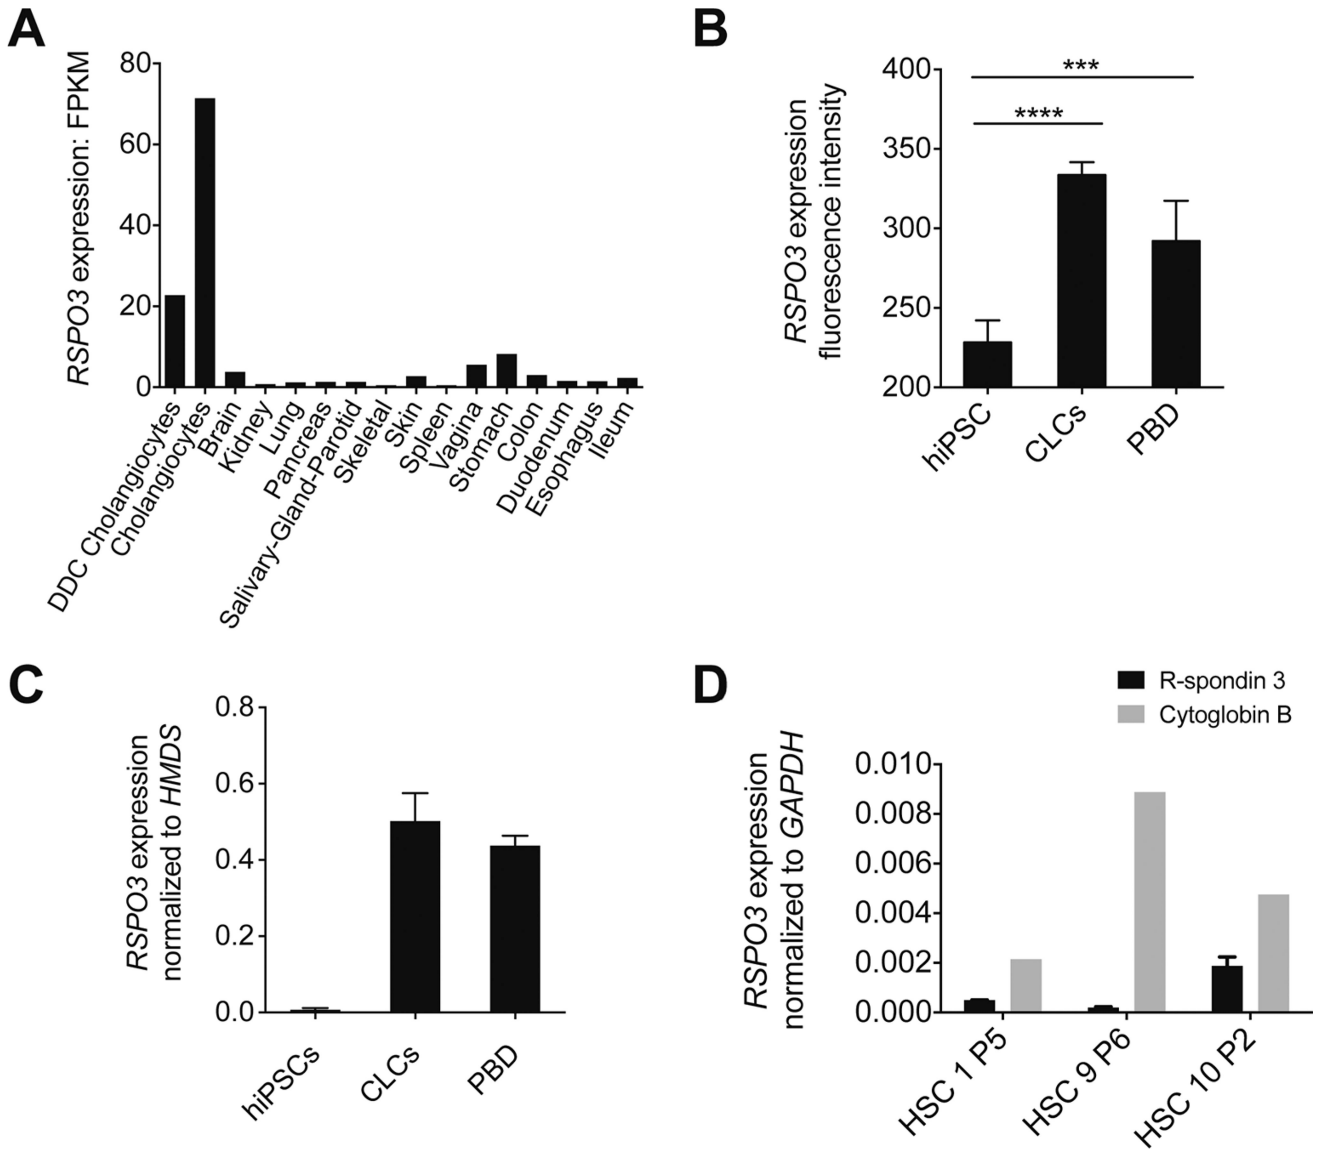 A
RSPO3 expression: FPKM
80
60
40
20
0
DDC Cholangiocytes
Cholangiocytes
Brain
Kidney
Lung
Pancreas
Salivary-Gland-Parotid
Skeletal
Skin
Spleen
Vagina
Stomach
Colon
Duodenum
Esophagus
Ileum
B
RSPO3 expression
fluorescence intensity
400
350
300
250
200
***
****
hiPSC
CLCs
PBD
C
RSPO3 expression
normalized to HMDS
0.8
0.6
0.4
0.2
0.0
hiPSCs
CLCs
PBD
D
R-spondin 3
Cytoglobin B
RSPO3 expression
normalized to GAPDH
0.010
0.008
0.006
0.004
0.002
0.000
HSC 1 P5
HSC 9 P6
HSC 10 P2